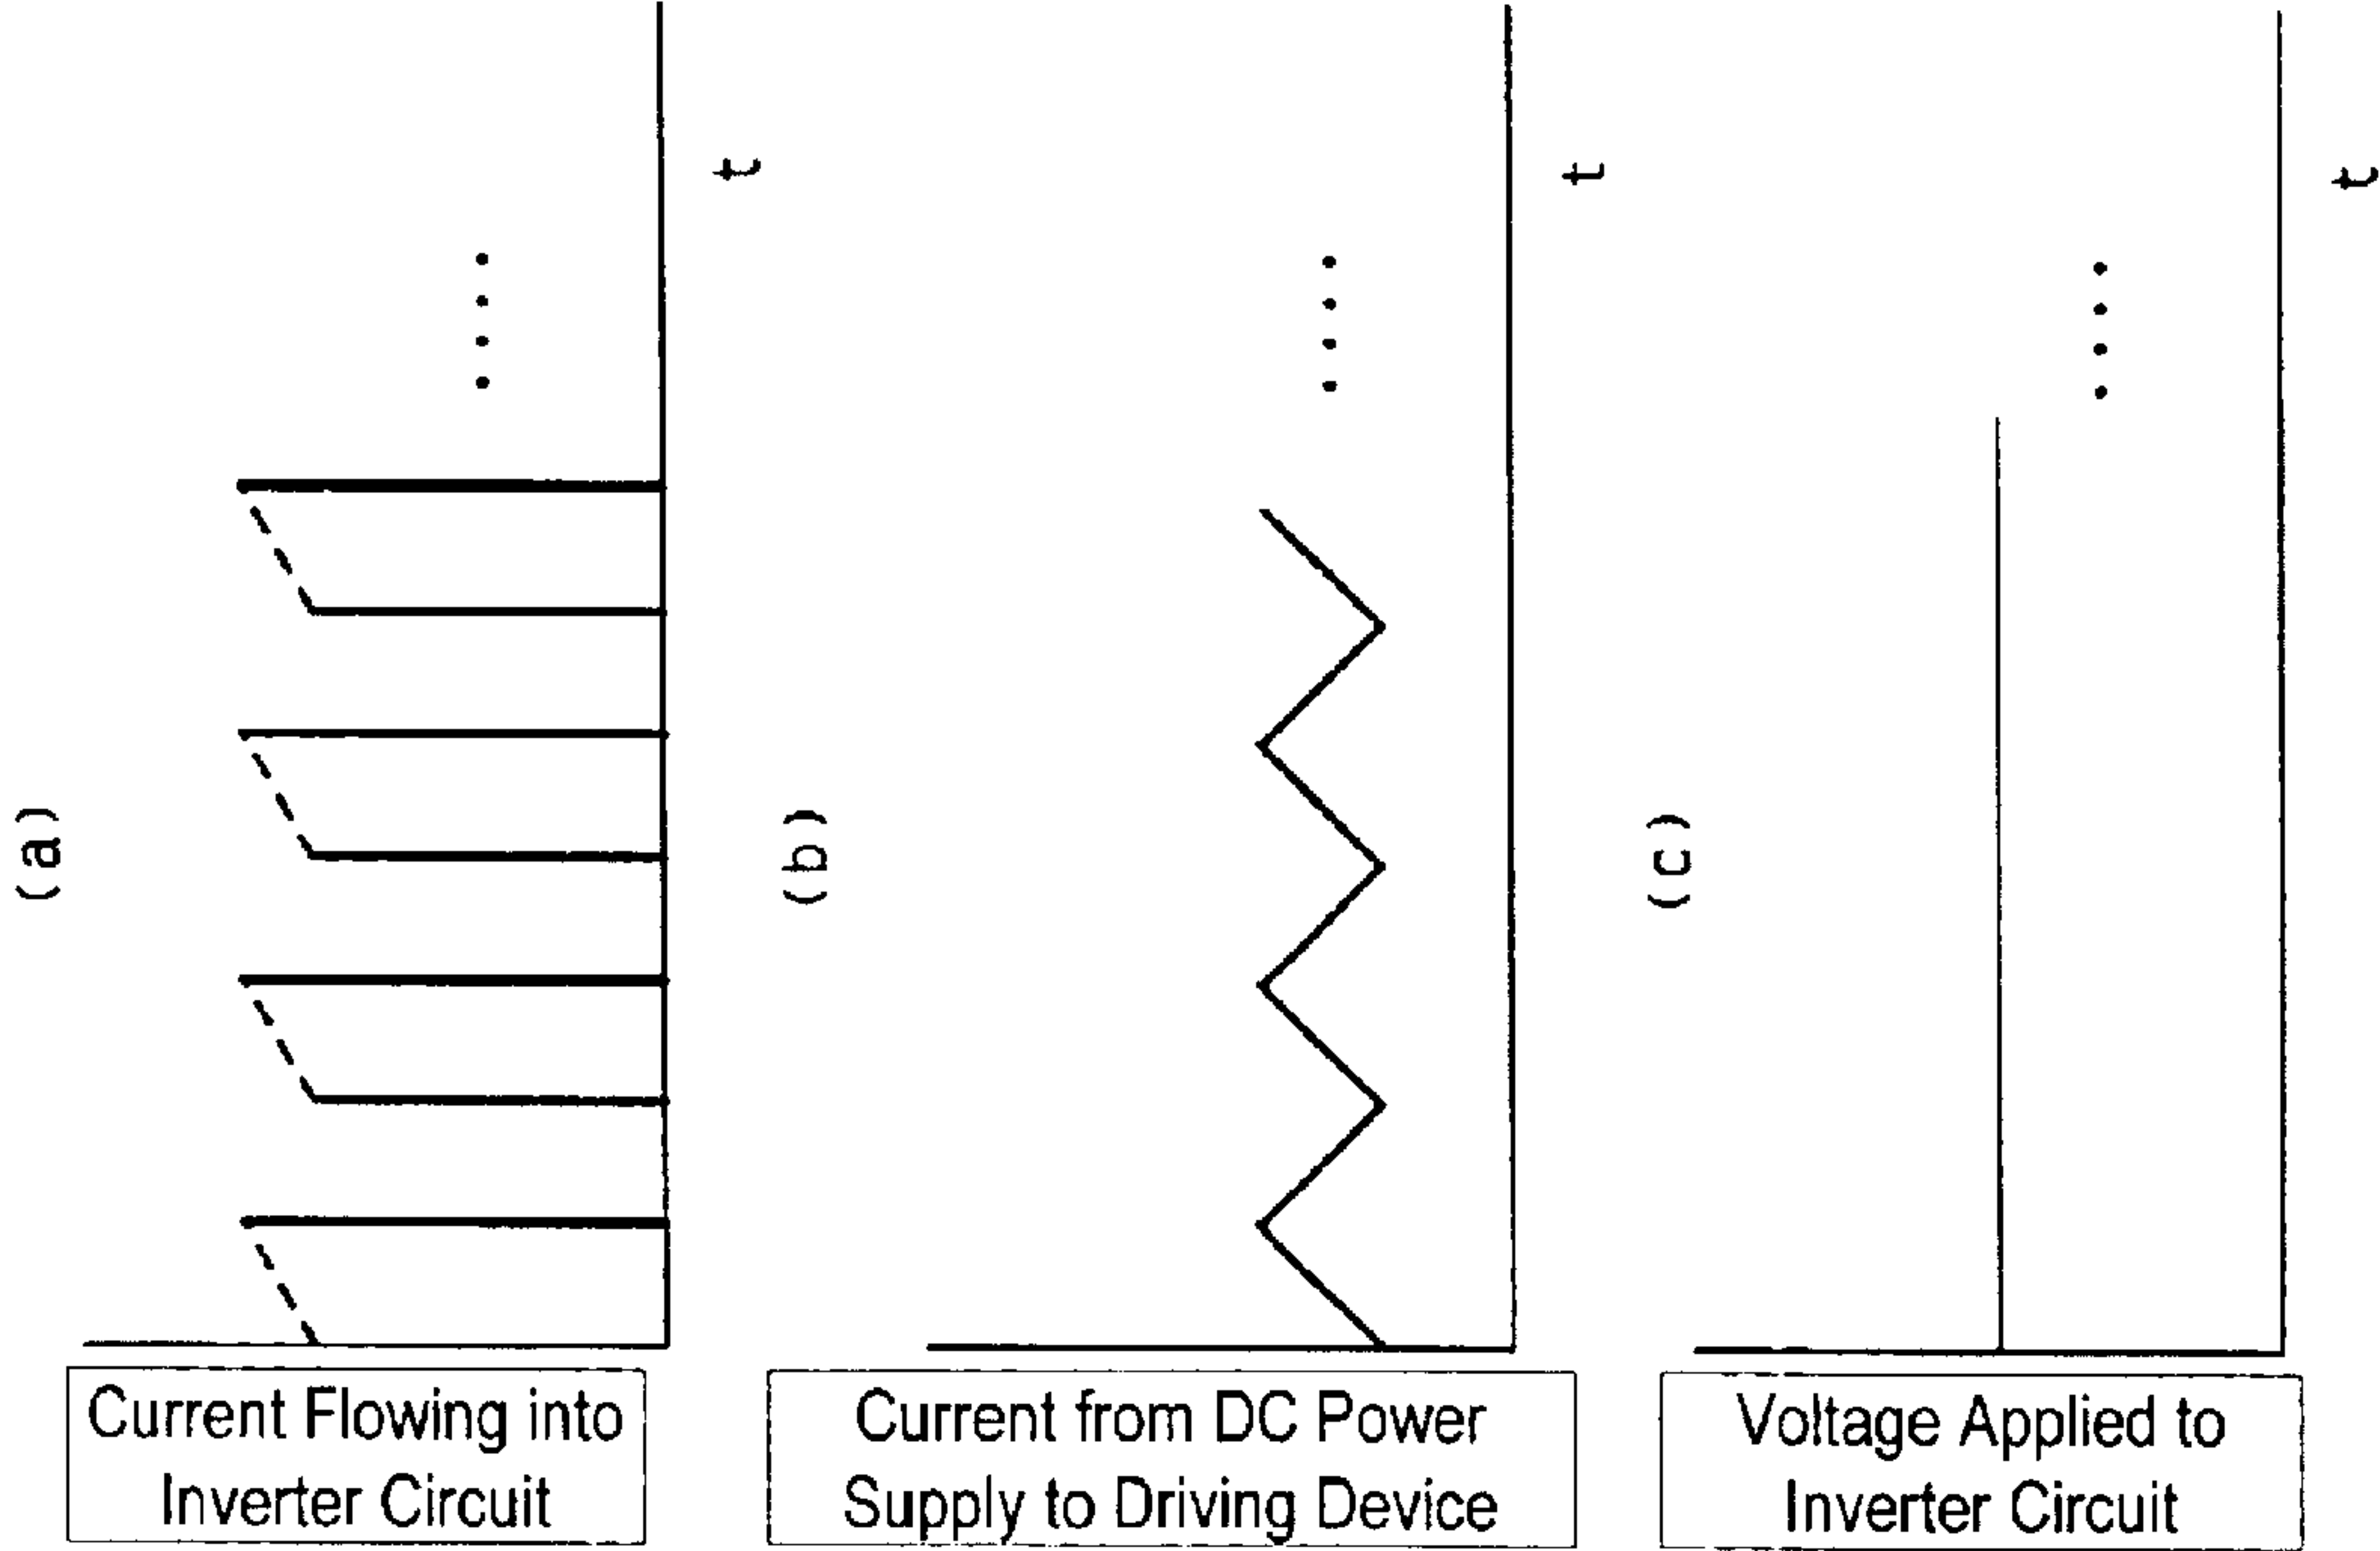 (a)
Current Flowing into
Inverter Circuit
t
(b)
Current from DC Power
Supply to Driving Device
t
(c)
Voltage Applied to
Inverter Circuit
t